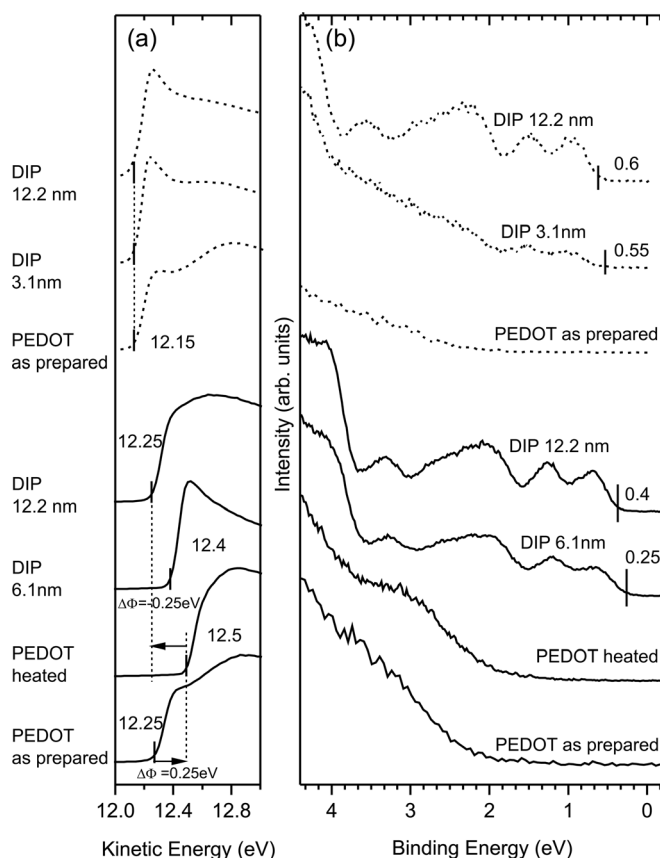 (a)
(b)
DIP
12.2 nm
DIP
3.1nm
PEDOT
as prepared
12.15
12.25
DIP
12.2 nm
12.4
DIP
6.1nm
ΔΦ=-0.25eV
12.5
PEDOT
heated
12.25
PEDOT
as prepared
ΔΦ =0.25eV
12.0 12.4 12.8
Kinetic Energy (eV)
Intensity (arb. units)
DIP 12.2 nm
0.6
DIP 3.1nm
0.55
PEDOT as prepared
DIP 12.2 nm
0.4
DIP 6.1nm
0.25
PEDOT heated
PEDOT as prepared
4 3 2 1 0
Binding Energy (eV)